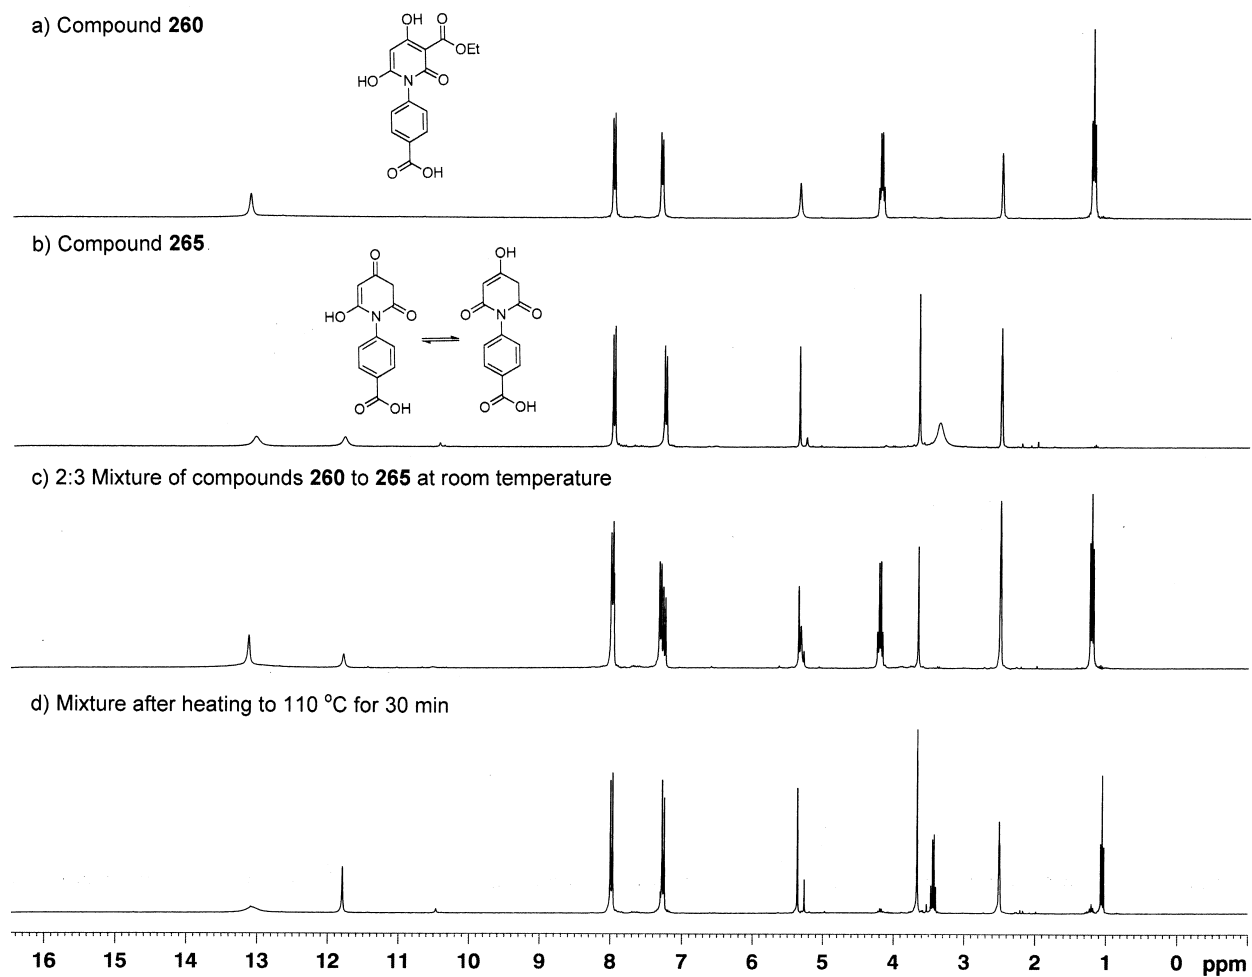 a) Compound 260
OH
O
OEt
HO
N
O
O
OH
b) Compound 265
O
OH
HO
N
O
O
N
O
O
OH
O
OH
c) 2:3 Mixture of compounds 260 to 265 at room temperature
d) Mixture after heating to 110 °C for 30 min
16 15 14 13 12 11 10 9 8 7 6 5 4 3 2 1 0 ppm